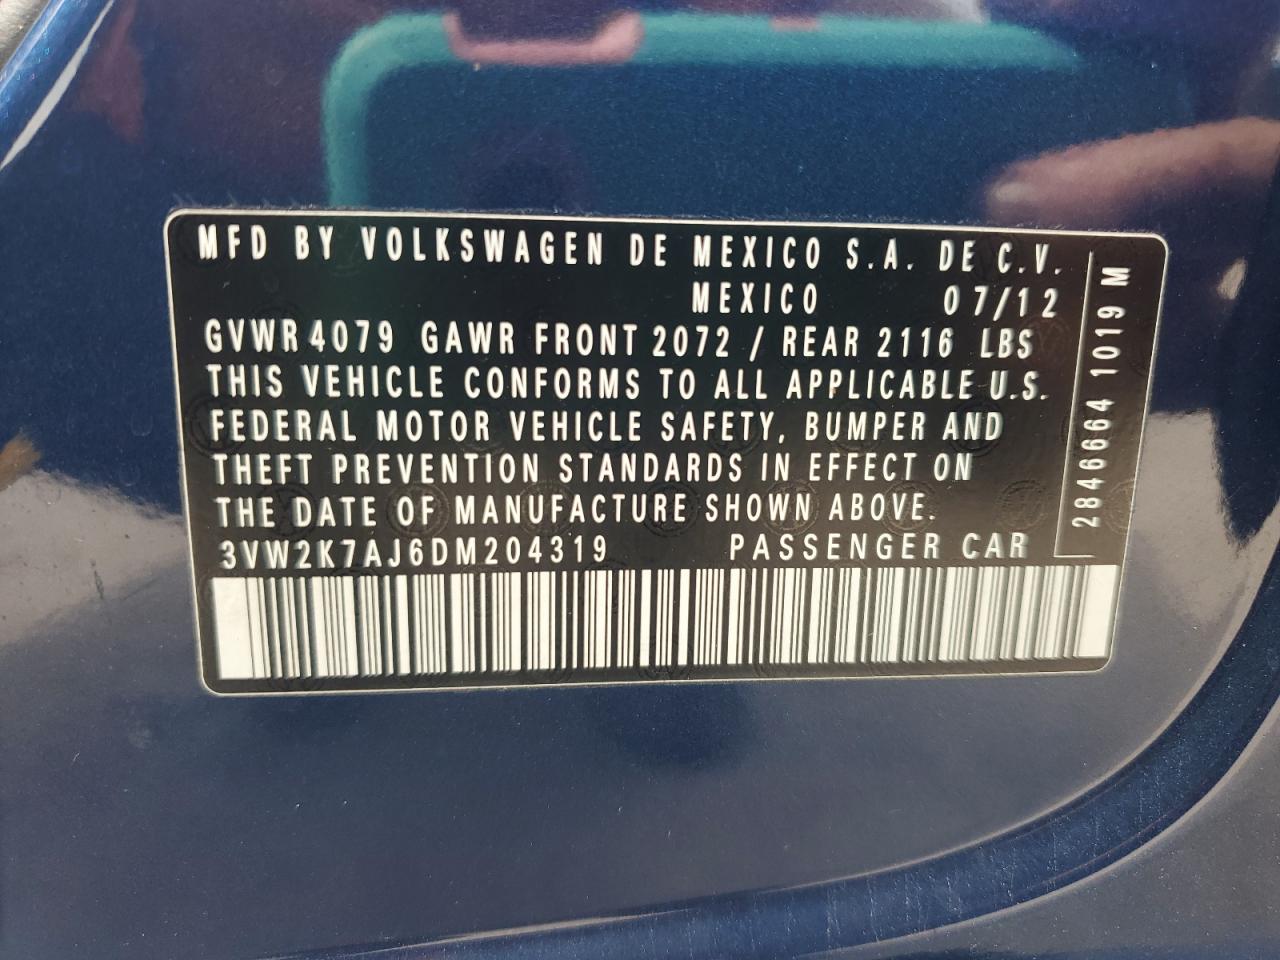 MFD BY VOLKSWAGEN DE MEXICO S.A. DE C.V.
MEXICO 07/12
GVWR 4079 GAWR FRONT 2072 / REAR 2116 LBS
THIS VEHICLE CONFORMS TO ALL APPLICABLE U.S.
FEDERAL MOTOR VEHICLE SAFETY, BUMPER AND
THEFT PREVENTION STANDARDS IN EFFECT ON
THE DATE OF MANUFACTURE SHOWN ABOVE.
3VW2K7AJ6DM204319 PASSENGER CAR
2846664 1019 M